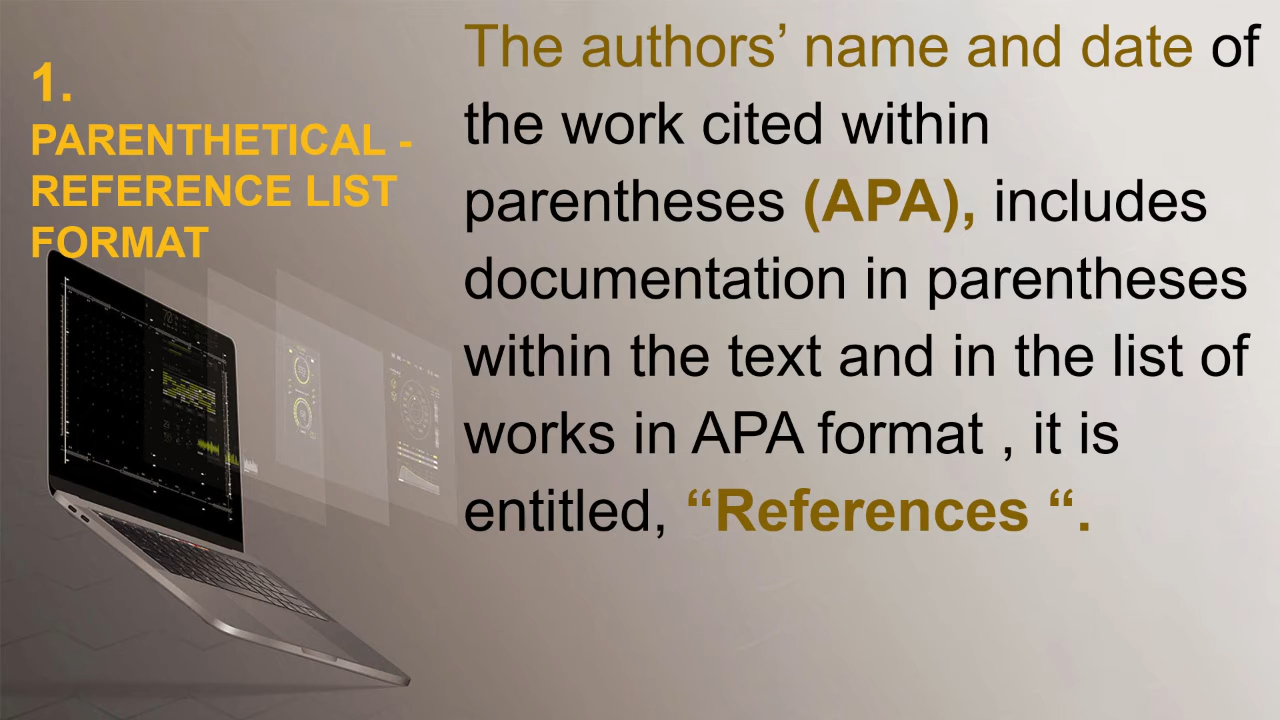 1.
PARENTHETICAL -
REFERENCE LIST
FORMAT
The authors’ name and date of
the work cited within
parentheses (APA), includes
documentation in parentheses
within the text and in the list of
works in APA format , it is
entitled, “References “.